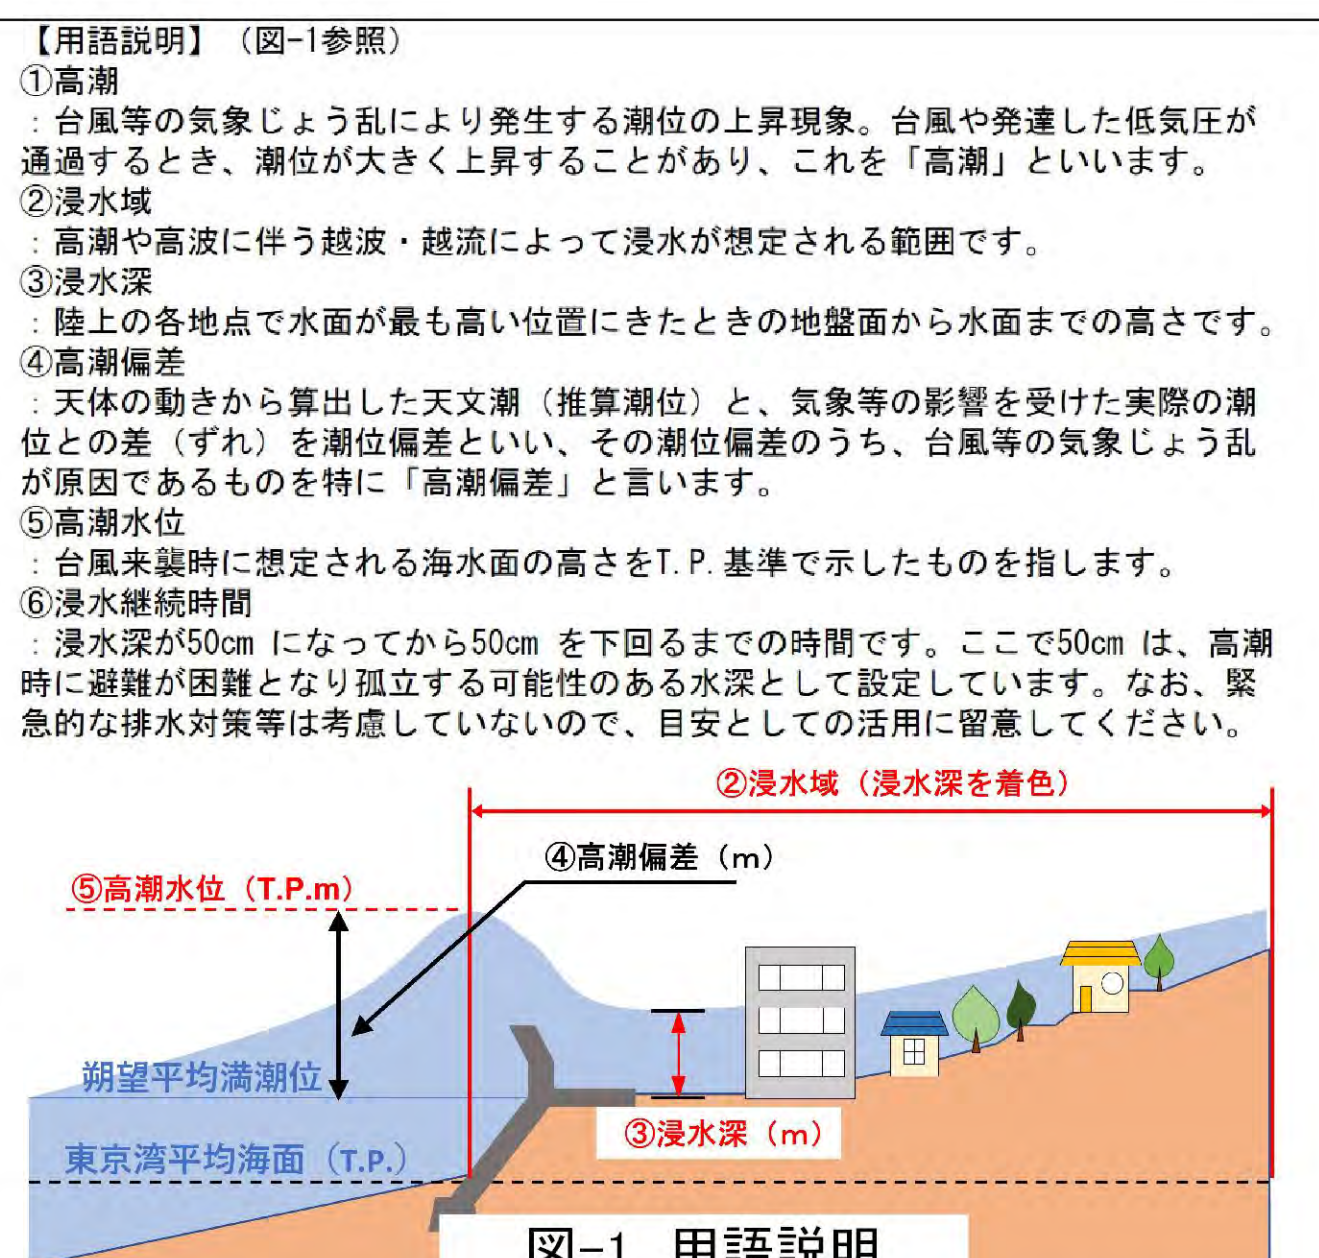 【用語説明】（図-1参照）
①高潮
：台風等の気象じょう乱により発生する潮位の上昇現象。台風や発達した低気圧が
通過するとき、潮位が大きく上昇することがあり、これを「高潮」といいます。
②浸水域
：高潮や高波に伴う越波・越流によって浸水が想定される範囲です。
③浸水深
：陸上の各地点で水面が最も高い位置にきたときの地盤面から水面までの高さです。
④高潮偏差
：天体の動きから算出した天文潮（推算潮位）と、気象等の影響を受けた実際の潮
位との差（ずれ）を潮位偏差といい、その潮位偏差のうち、台風等の気象じょう乱
が原因であるものを特に「高潮偏差」と言います。
⑤高潮水位
：台風来襲時に想定される海水面の高さをT.P.基準で示したものを指します。
⑥浸水継続時間
：浸水深が50cm になってから50cm を下回るまでの時間です。ここで50cm は、高潮
時に避難が困難となり孤立する可能性のある水深として設定しています。なお、緊
急的な排水対策等は考慮していないので、目安としての活用に留意してください。
②浸水域（浸水深を着色）
④高潮偏差（m）
⑤高潮水位（T.P.m）
朔望平均満潮位
③浸水深（m）
東京湾平均海面（T.P.）
図-1 用語説明